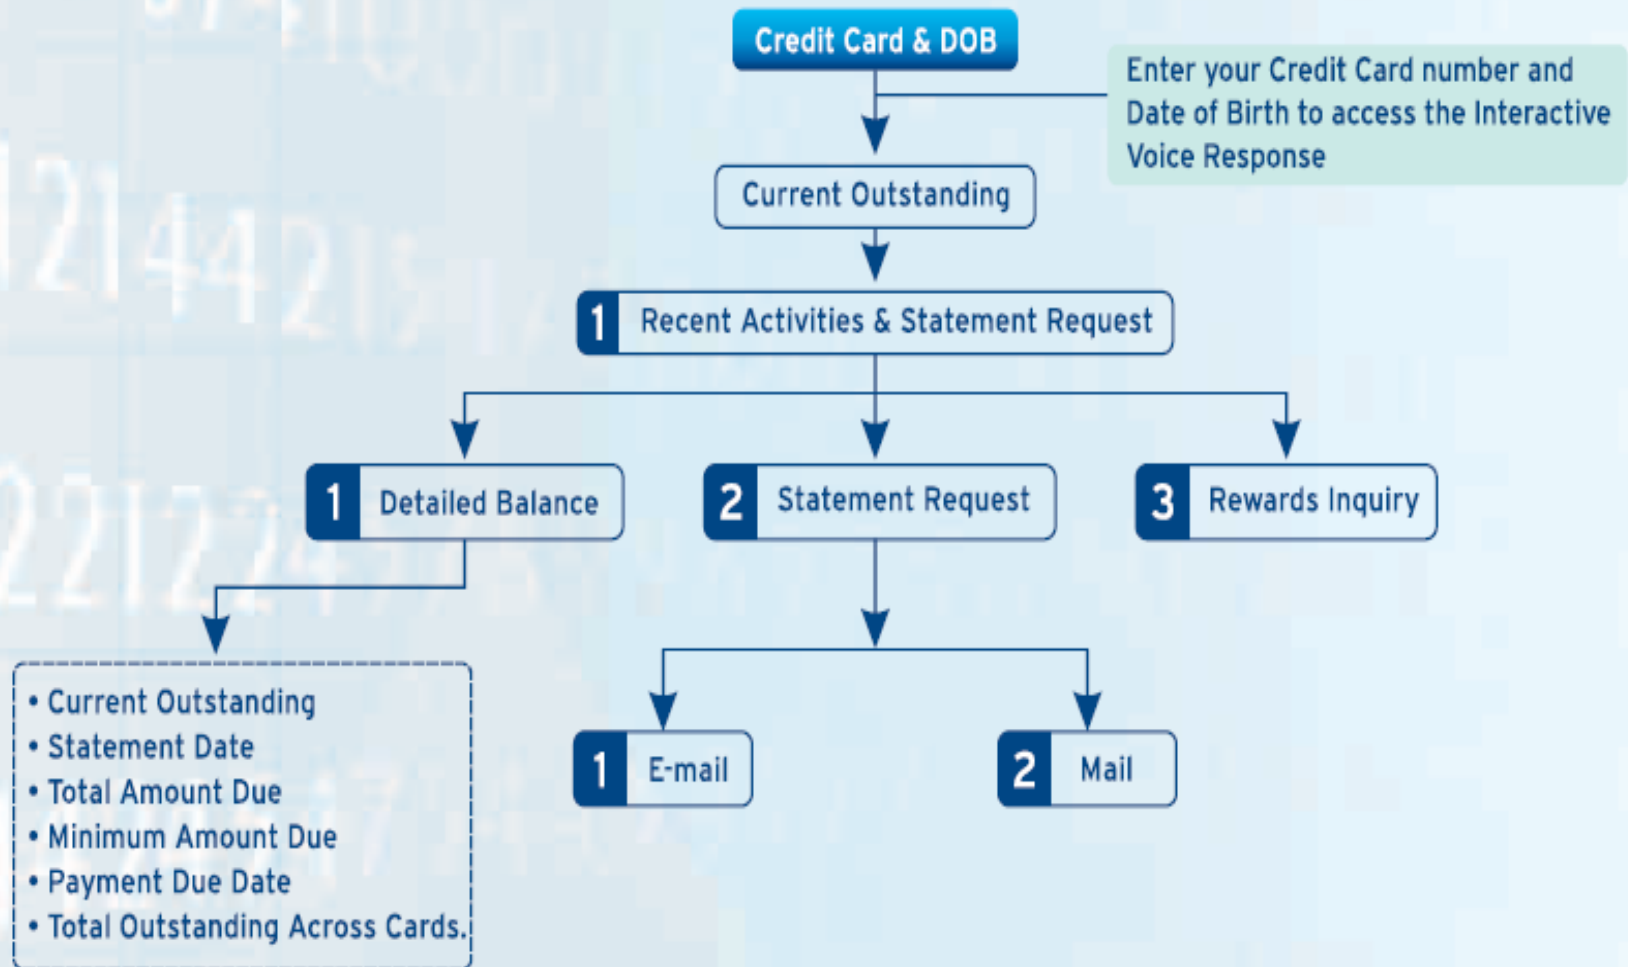 Credit Card & DOB
Enter your Credit Card number and
Date of Birth to access the Interactive
Voice Response
Current Outstanding
1 Recent Activities & Statement Request
1 Detailed Balance
2 Statement Request
3 Rewards Inquiry
• Current Outstanding
• Statement Date
• Total Amount Due
• Minimum Amount Due
• Payment Due Date
• Total Outstanding Across Cards.
1 E-mail
2 Mail